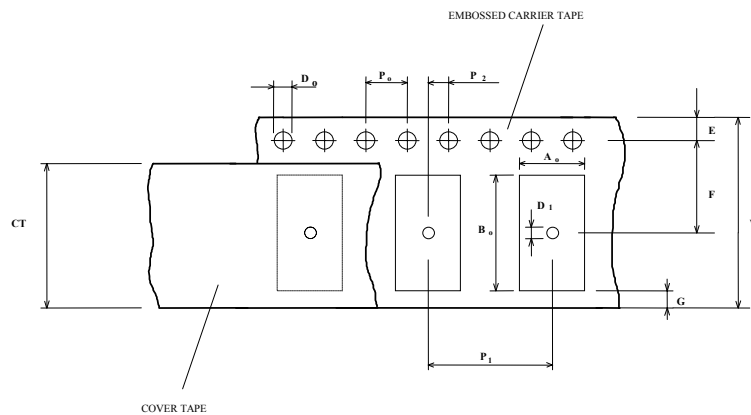 EMBOSSED CARRIER TAPE
D₀ P₀ P₂
E
A₀
F
D₁
CT
B₀
G
P₁
COVER TAPE